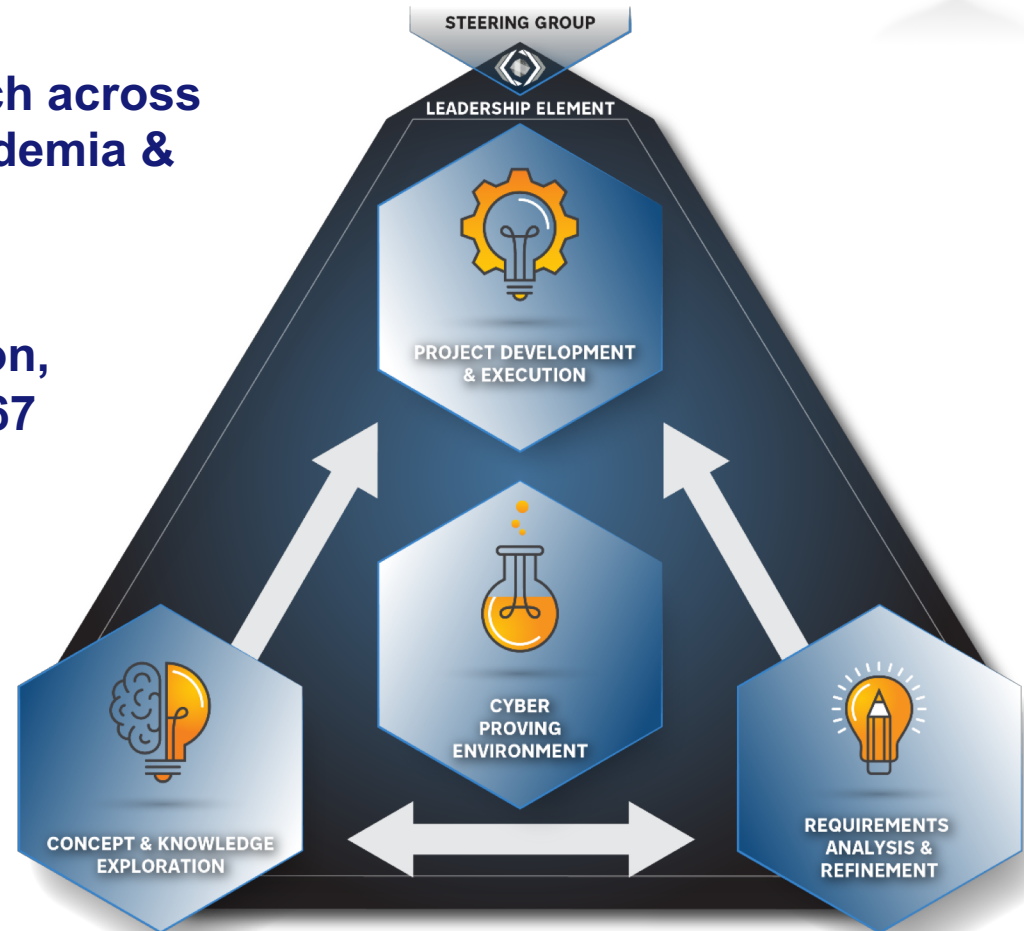 STEERING GROUP
LEADERSHIP ELEMENT
ch across
demia &
on,
67
PROJECT DEVELOPMENT
& EXECUTION
CYBER
PROVING
ENVIRONMENT
CONCEPT & KNOWLEDGE
EXPLORATION
REQUIREMENTS
ANALYSIS &
REFINEMENT